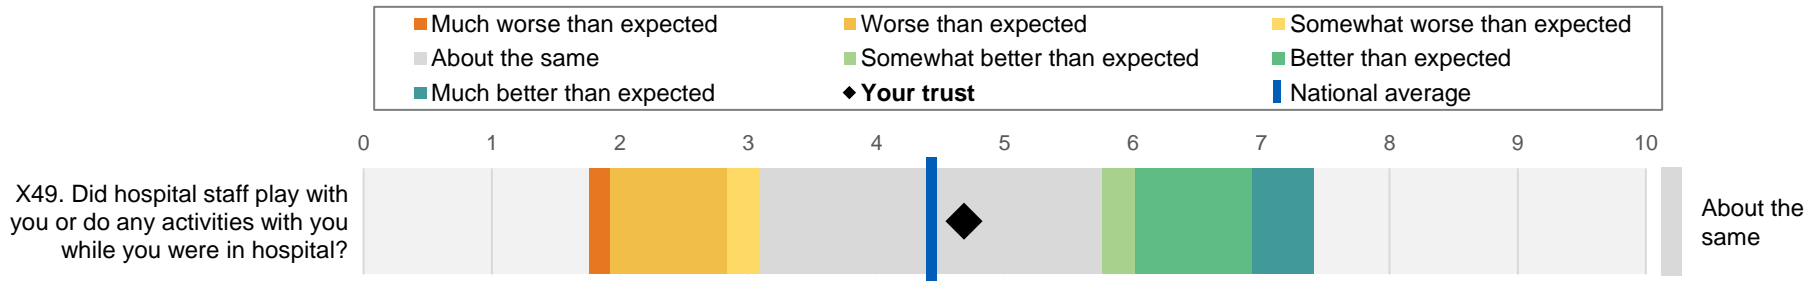 Much worse than expected
Worse than expected
Somewhat worse than expected
About the same
Somewhat better than expected
Better than expected
Much better than expected
Your trust
National average
0 1 2 3 4 5 6 7 8 9 10
X49. Did hospital staff play with
you or do any activities with you
while you were in hospital?
About the
same